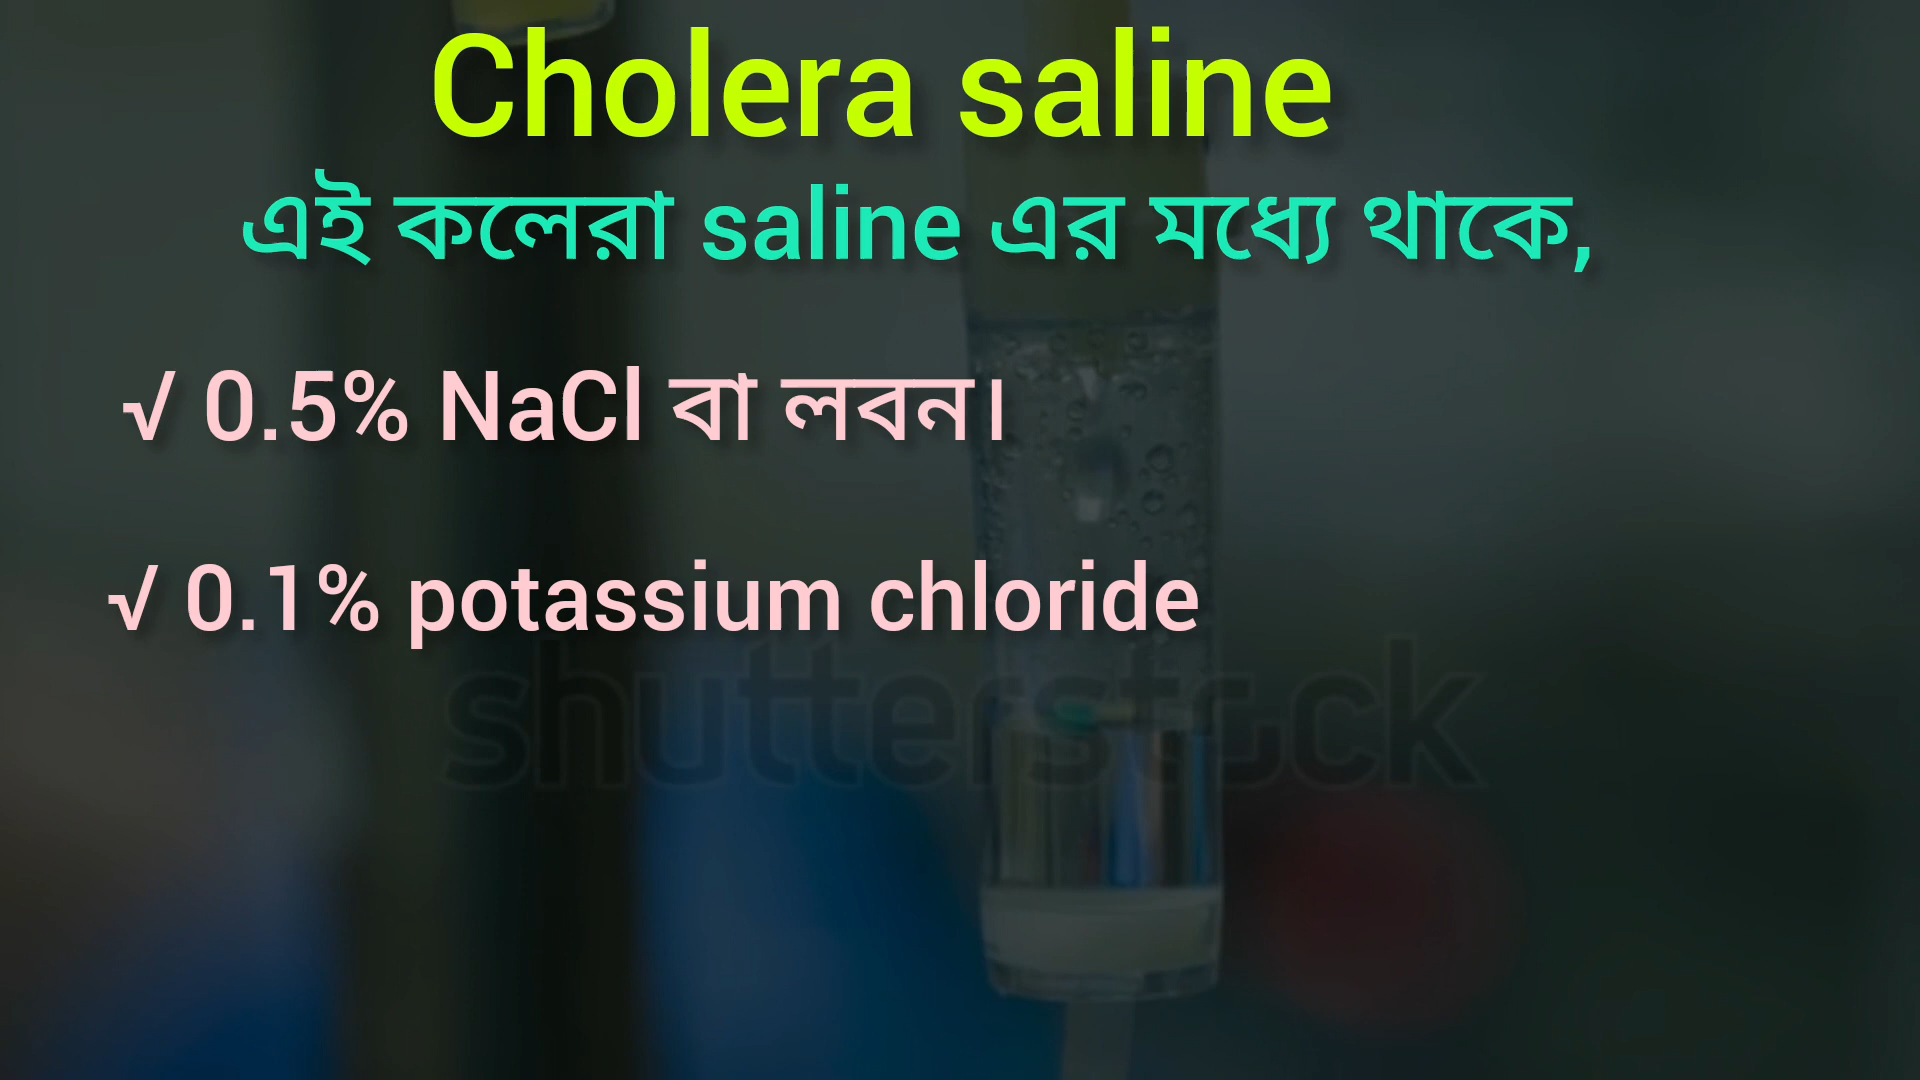 Cholera saline
এই কলেরা saline এর মধ্যে থাকে,
√ 0.5% NaCl বা লবন।
√ 0.1% potassium chloride
shutterstock